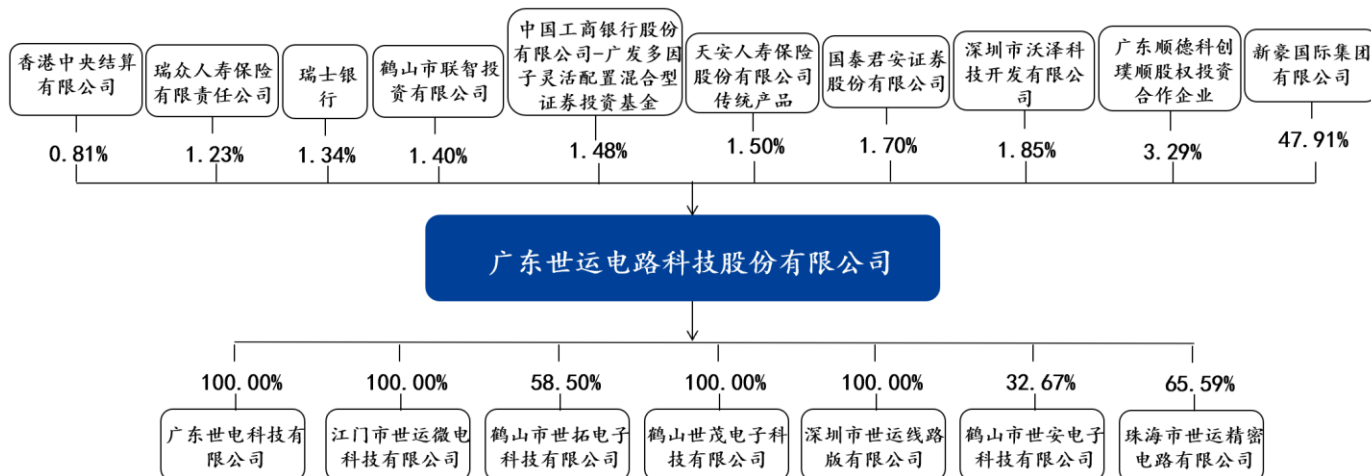 香港中央结算
有限公司
瑞众人寿保险
有限责任公司
瑞士银
行
鹤山市联智投
资有限公司
中国工商银行股份
有限公司-广发多因
子灵活配置混合型
证券投资基金
天安人寿保险
股份有限公司
传统产品
国泰君安证券
股份有限公司
深圳市沃泽科
技开发有限公
司
广东顺德科创
璞顺股权投资
合作企业
新豪国际集团
有限公司
0.81%
1.23%
1.34%
1.40%
1.48%
1.50%
1.70%
1.85%
3.29%
47.91%
广东世运电路科技股份有限公司
100.00%
100.00%
58.50%
100.00%
100.00%
32.67%
65.59%
广东世电科技有
限公司
江门市世运微电
科技有限公司
鹤山市世拓电子
科技有限公司
鹤山世茂电子科
技有限公司
深圳市世运线路
版有限公司
鹤山市世安电子
科技有限公司
珠海市世运精密
电路有限公司